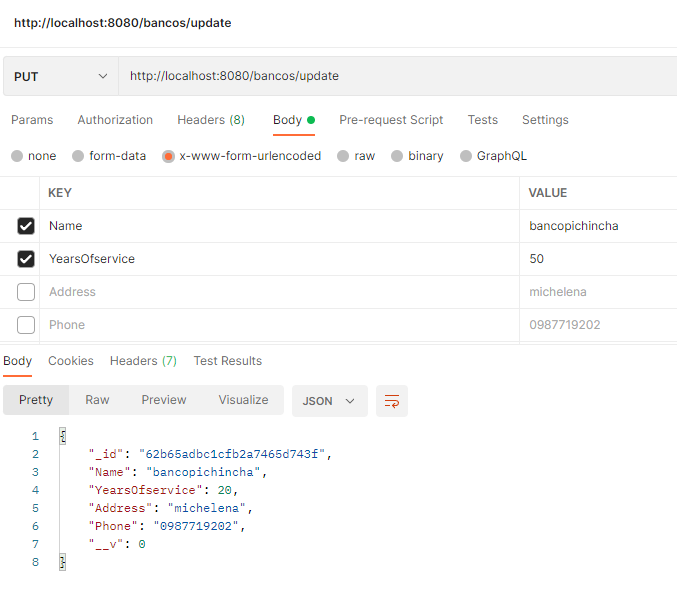 http://localhost:8080/bancos/update
PUT http://localhost:8080/bancos/update
Params Authorization Headers (8) Body Pre-request Script Tests Settings
none form-data x-www-form-urlencoded raw binary GraphQL
KEY VALUE
Name bancopichincha
YearsOfservice 50
Address michelena
Phone 0987719202
Body Cookies Headers (7) Test Results
Pretty Raw Preview Visualize JSON
1 {
2 "_id": "62b65adbc1cfb2a7465d743f",
3 "Name": "bancopichincha",
4 "YearsOfservice": 20,
5 "Address": "michelena",
6 "Phone": "0987719202",
7 "__v": 0
8 }